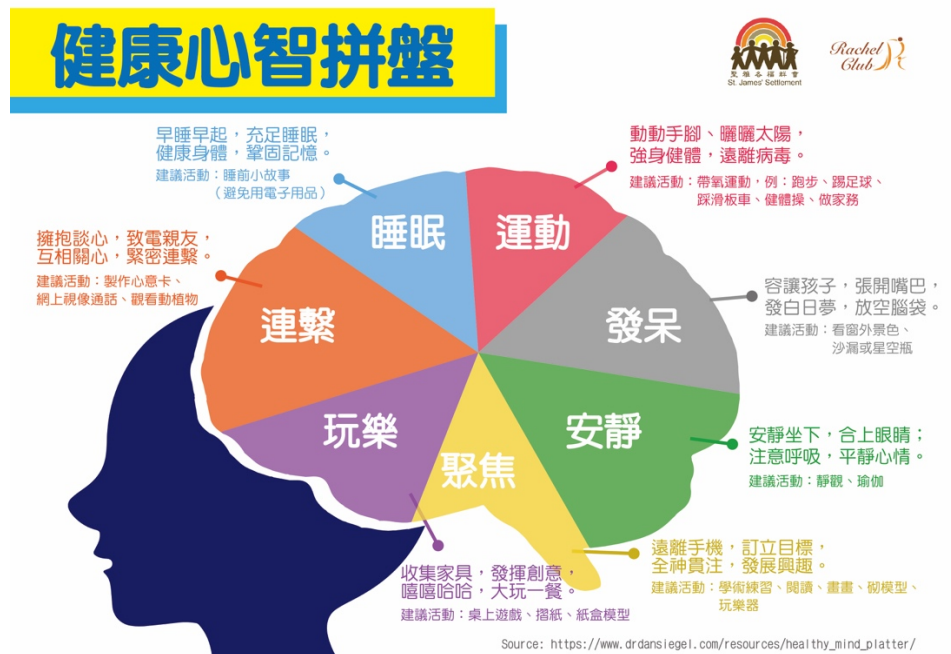 健康心智拼盤
聖雅各福群會
St. James' Settlement
Rachel
Club
早睡早起，充足睡眠，
健康身體，鞏固記憶。
建議活動：睡前小故事
（避免用電子用品）
動動手腳、曬曬太陽，
強身健體，遠離病毒。
建議活動：帶氧運動，例：跑步、踢足球、
踩滑板車、健體操、做家務
擁抱談心，致電親友，
互相關心，緊密連繫。
建議活動：製作心意卡、
網上視像通話、觀看動植物
容讓孩子，張開嘴巴，
發白日夢，放空腦袋。
建議活動：看窗外景色、
沙漏或星空瓶
睡眠
運動
連繫
發呆
玩樂
聚焦
安靜
安靜坐下，合上眼睛；
注意呼吸，平靜心情。
建議活動：靜觀、瑜伽
收集家具，發揮創意，
嘻嘻哈哈，大玩一餐。
建議活動：桌上遊戲、摺紙、紙盒模型
遠離手機，訂立目標，
全神貫注，發展興趣。
建議活動：學術練習、閱讀、畫畫、砌模型、
玩樂器
Source: https://www.drdansiegel.com/resources/healthy_mind_platter/